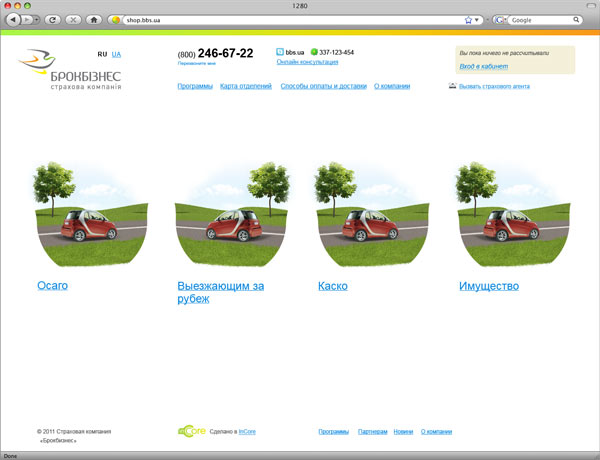 1280
shop.bbs.ua
Google
БРОКБІЗНЕС
страхова компанія
RU UA
(800) 246-67-22
Перезвоните мне
bbs.ua 337-123-454
Онлайн консультация
Вы пока ничего не рассчитывали
Вход в кабинет
Программы Карта отделений Способы оплаты и доставки О компании
Вызвать страхового агента
Осаго
Выезжающим за
рубеж
Каско
Имущество
© 2011 Страховая компания
«Брокбизнес»
inCore Сделано в InCore
Программы Партнерам Новини О компании
Done